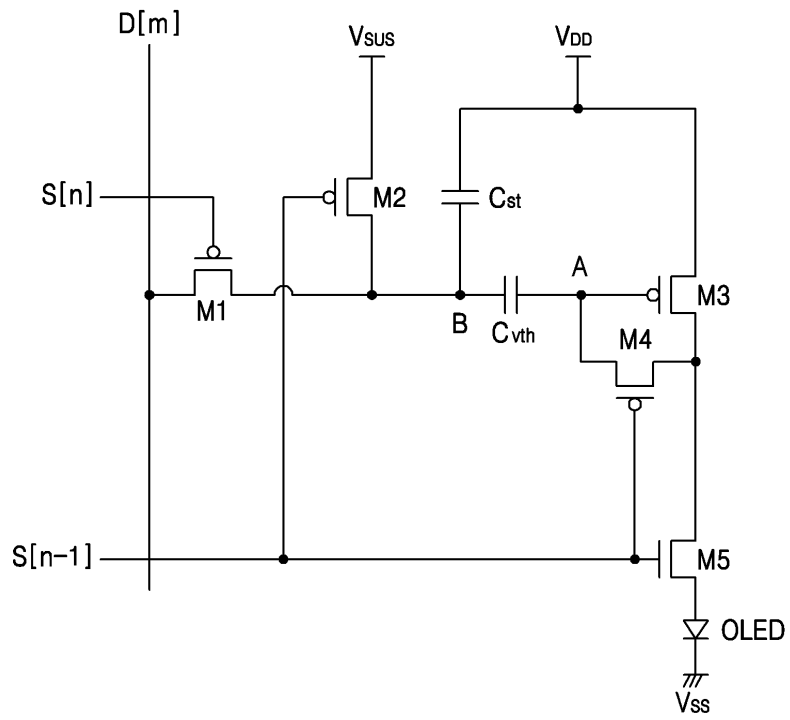 D[m]
VSUS
VDD
S[n]
M2
Cst
A
M1
B
Cvth
M3
M4
S[n-1]
M5
OLED
VSS